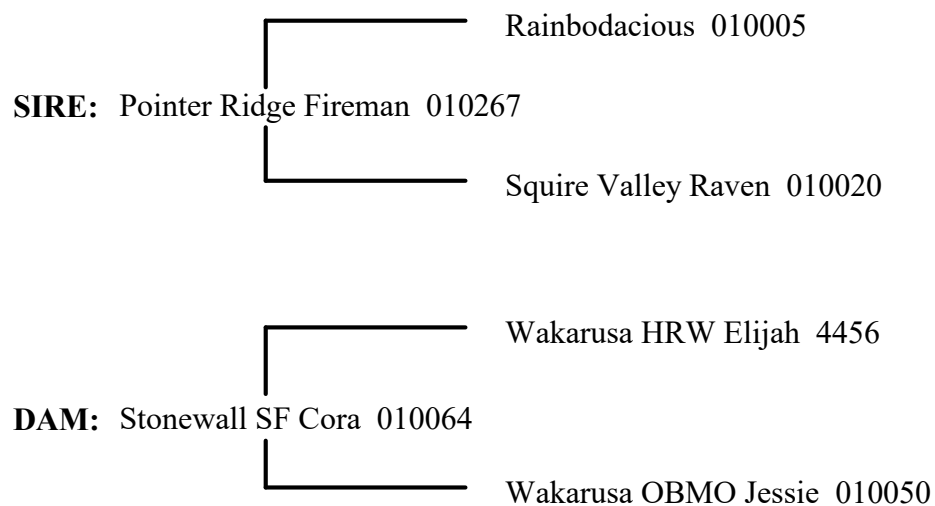 Rainbodacious 010005
SIRE: Pointer Ridge Fireman 010267
Squire Valley Raven 010020
Wakarusa HRW Elijah 4456
DAM: Stonewall SF Cora 010064
Wakarusa OBMO Jessie 010050